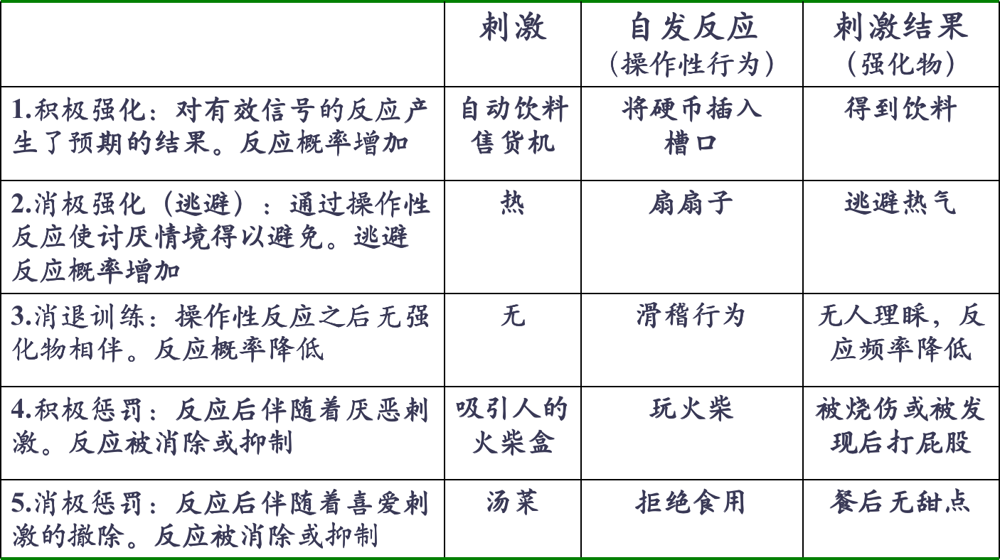 刺激
自发反应
（操作性行为）
刺激结果
（强化物）
1.积极强化：对有效信号的反应产
生了预期的结果。反应概率增加
自动饮料
售货机
将硬币插入
槽口
得到饮料
2.消极强化（逃避）：通过操作性
反应使讨厌情境得以避免。逃避
反应概率增加
热
扇扇子
逃避热气
3.消退训练：操作性反应之后无强
化物相伴。反应概率降低
无
滑稽行为
无人理睬，反
应频率降低
4.积极惩罚：反应后伴随着厌恶刺
激。反应被消除或抑制
吸引人的
火柴盒
玩火柴
被烧伤或被发
现后打屁股
5.消极惩罚：反应后伴随着喜爱刺
激的撤除。反应被消除或抑制
汤菜
拒绝食用
餐后无甜点